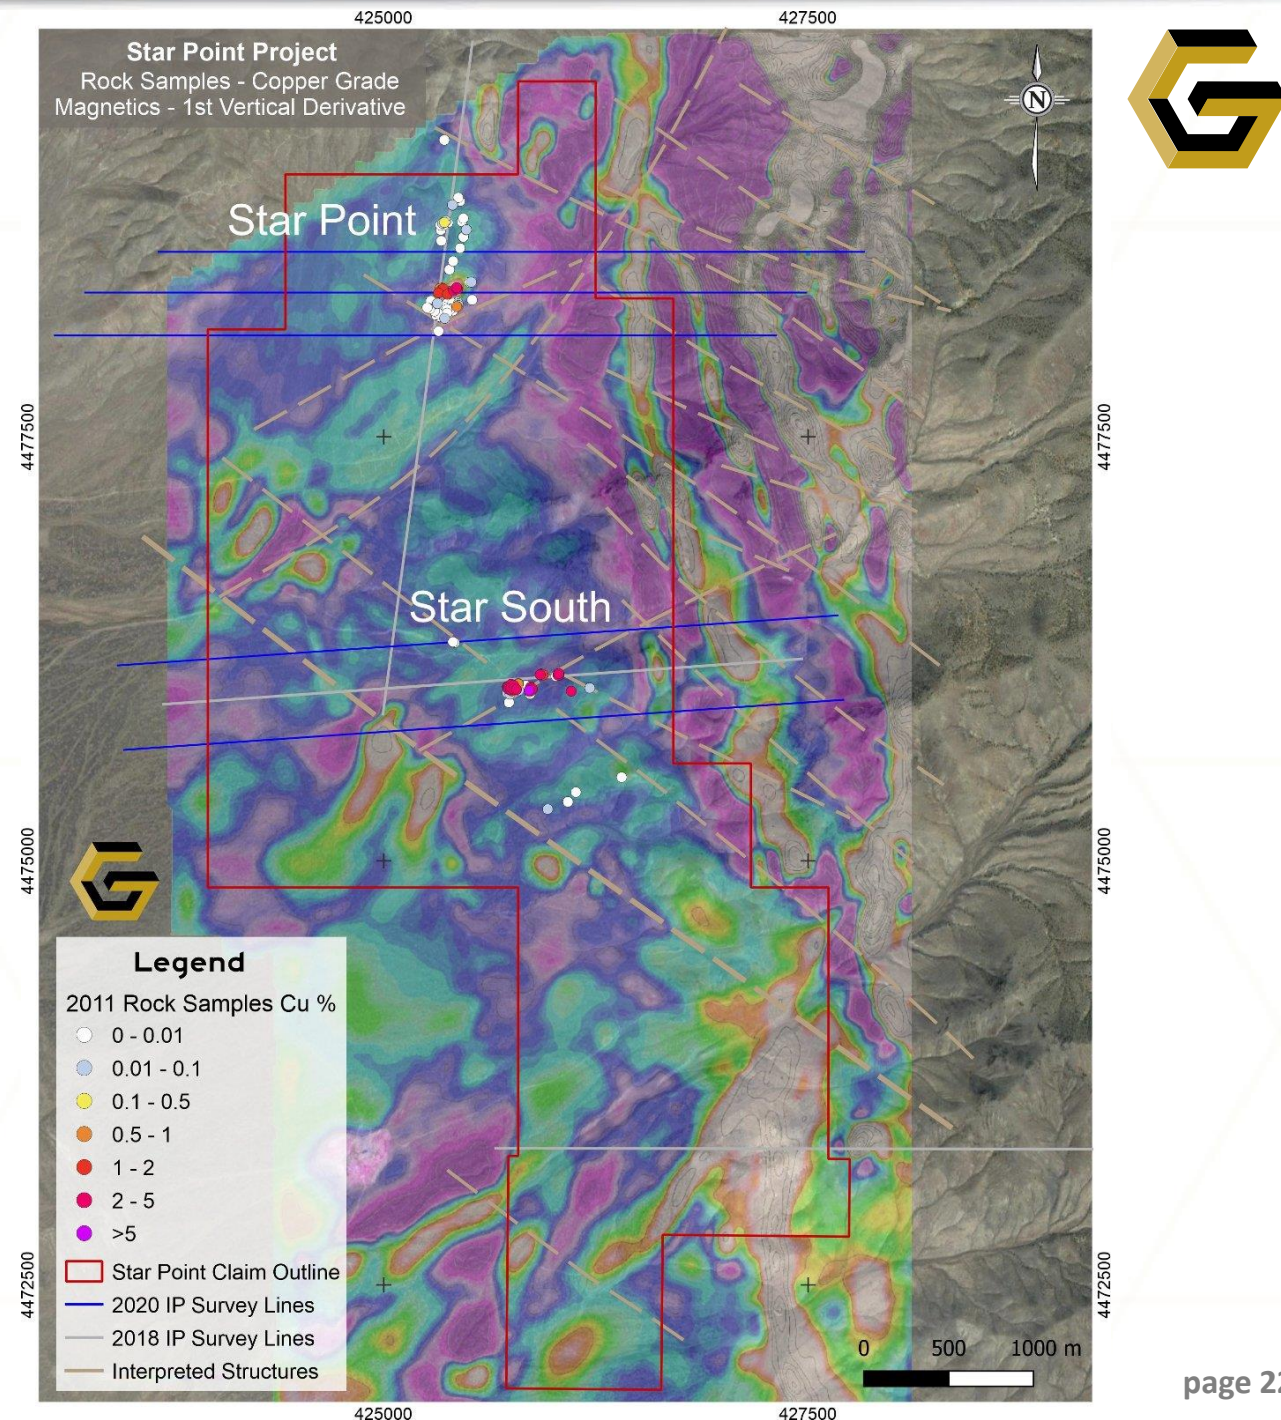 425000
427500
Star Point Project
Rock Samples - Copper Grade
Magnetics - 1st Vertical Derivative
N
Star Point
4477500
4477500
Star South
4475000
4475000
Legend
2011 Rock Samples Cu %
0 - 0.01
0.01 - 0.1
0.1 - 0.5
0.5 - 1
1 - 2
2 - 5
>5
Star Point Claim Outline
2020 IP Survey Lines
2018 IP Survey Lines
Interpreted Structures
4472500
4472500
0 500 1000 m
425000
427500
page 22